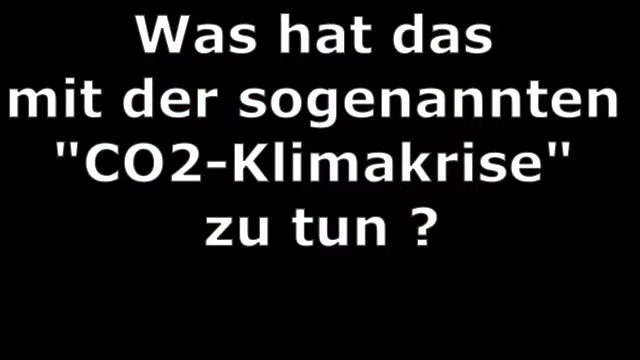 Was hat das
mit der sogenannten
"CO2-Klimakrise"
zu tun ?